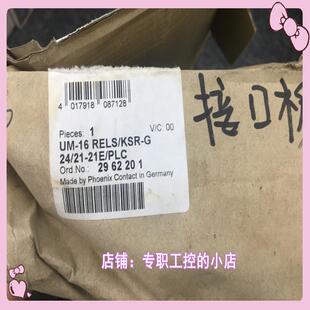 4 017918 087128
Pieces: 1
V/C: 00
UM-16 RELS/KSR-G
24/21-21E/PLC
Ord No.: 29 62 20 1
Made by Phoenix Contact in Germany
接口板
店铺：专职工控的小店